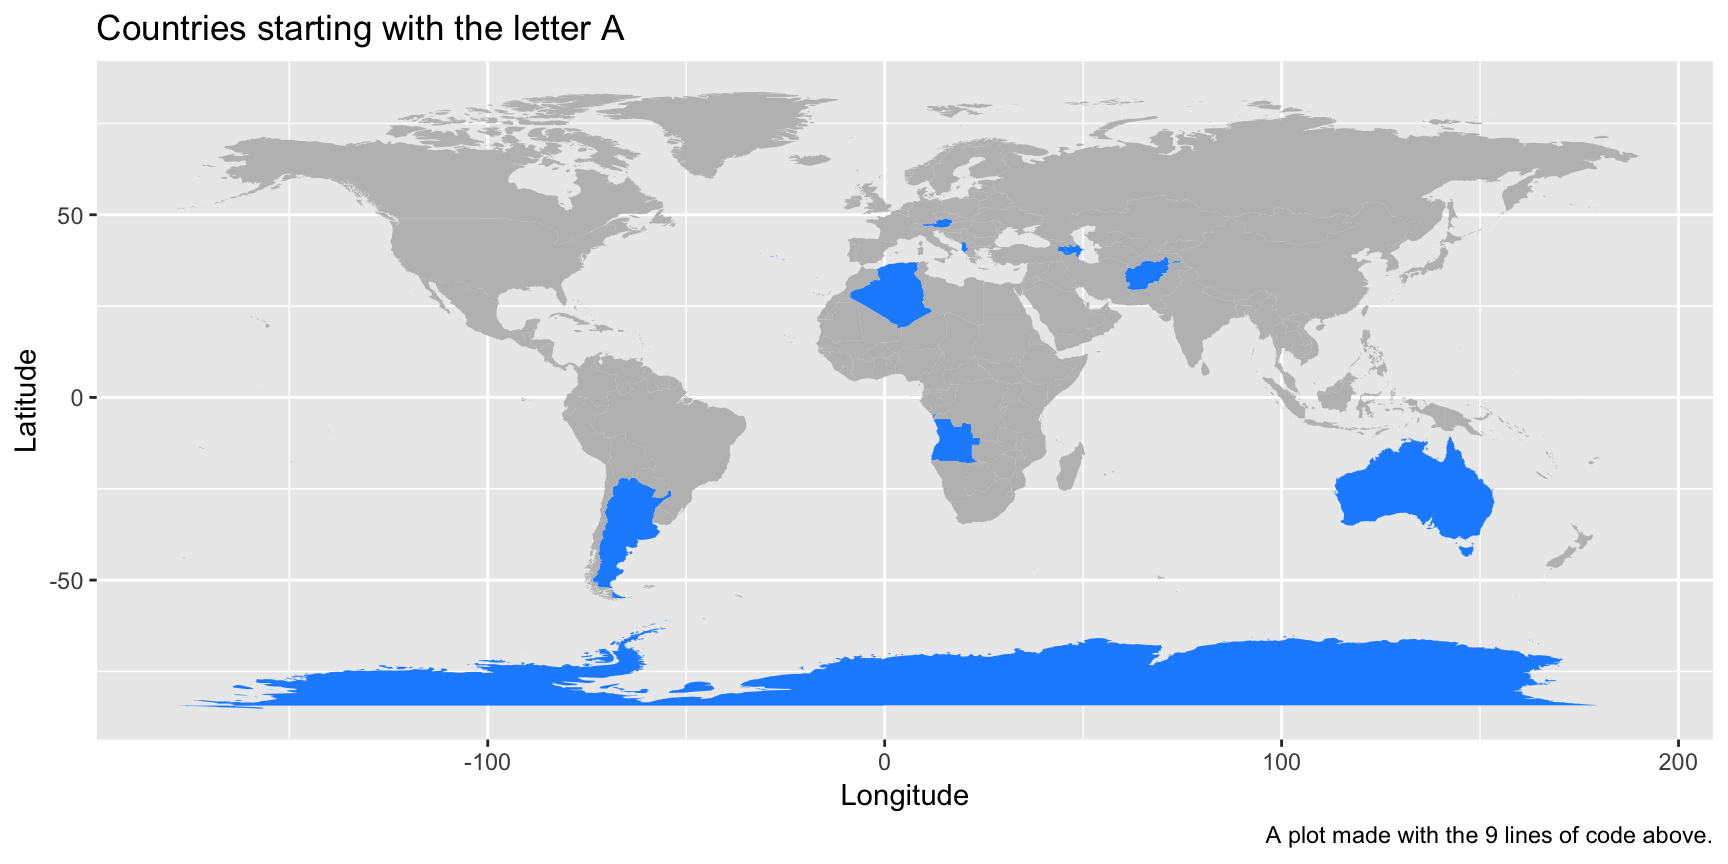 Countries starting with the letter A
Latitude
50
0
-50
-100
0
100
200
Longitude
A plot made with the 9 lines of code above.